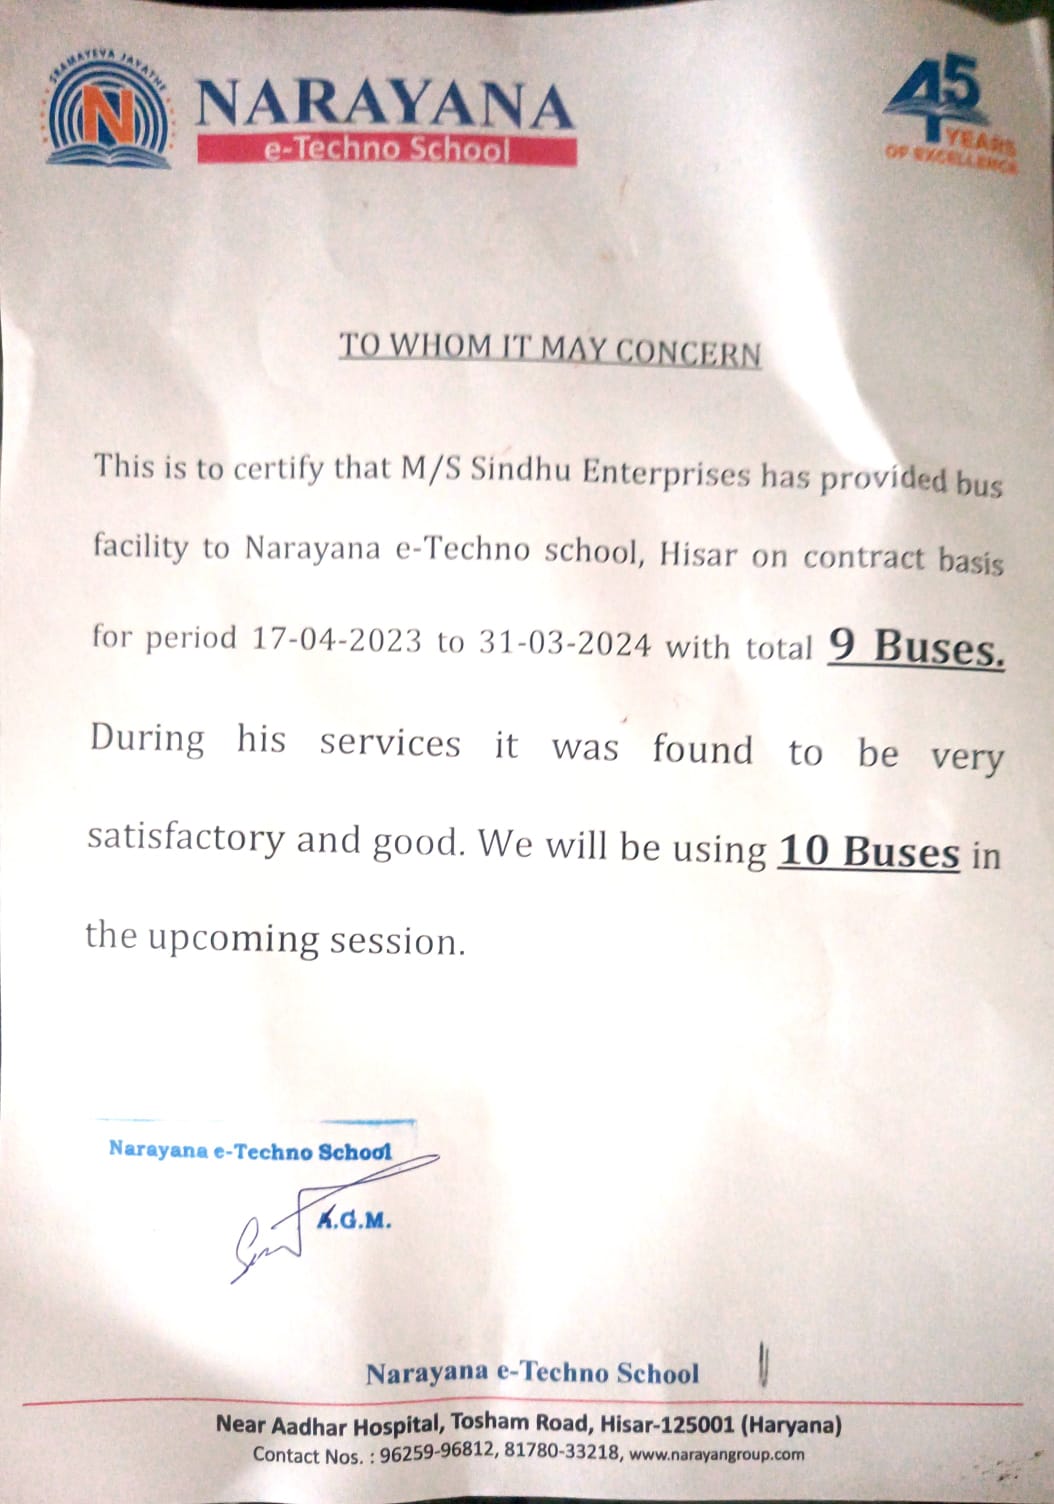 SRAMAYEVA JAYATHE
N
NARAYANA
e-Techno School
45
YEARS
OF EXCELLENCE
TO WHOM IT MAY CONCERN
This is to certify that M/S Sindhu Enterprises has provided bus
facility to Narayana e-Techno school, Hisar on contract basis
for period 17-04-2023 to 31-03-2024 with total 9 Buses.
During his services it was found to be very
satisfactory and good. We will be using 10 Buses in
the upcoming session.
Narayana e-Techno School
A.G.M.
Narayana e-Techno School
Near Aadhar Hospital, Tosham Road, Hisar-125001 (Haryana)
Contact Nos. : 96259-96812, 81780-33218, www.narayangroup.com